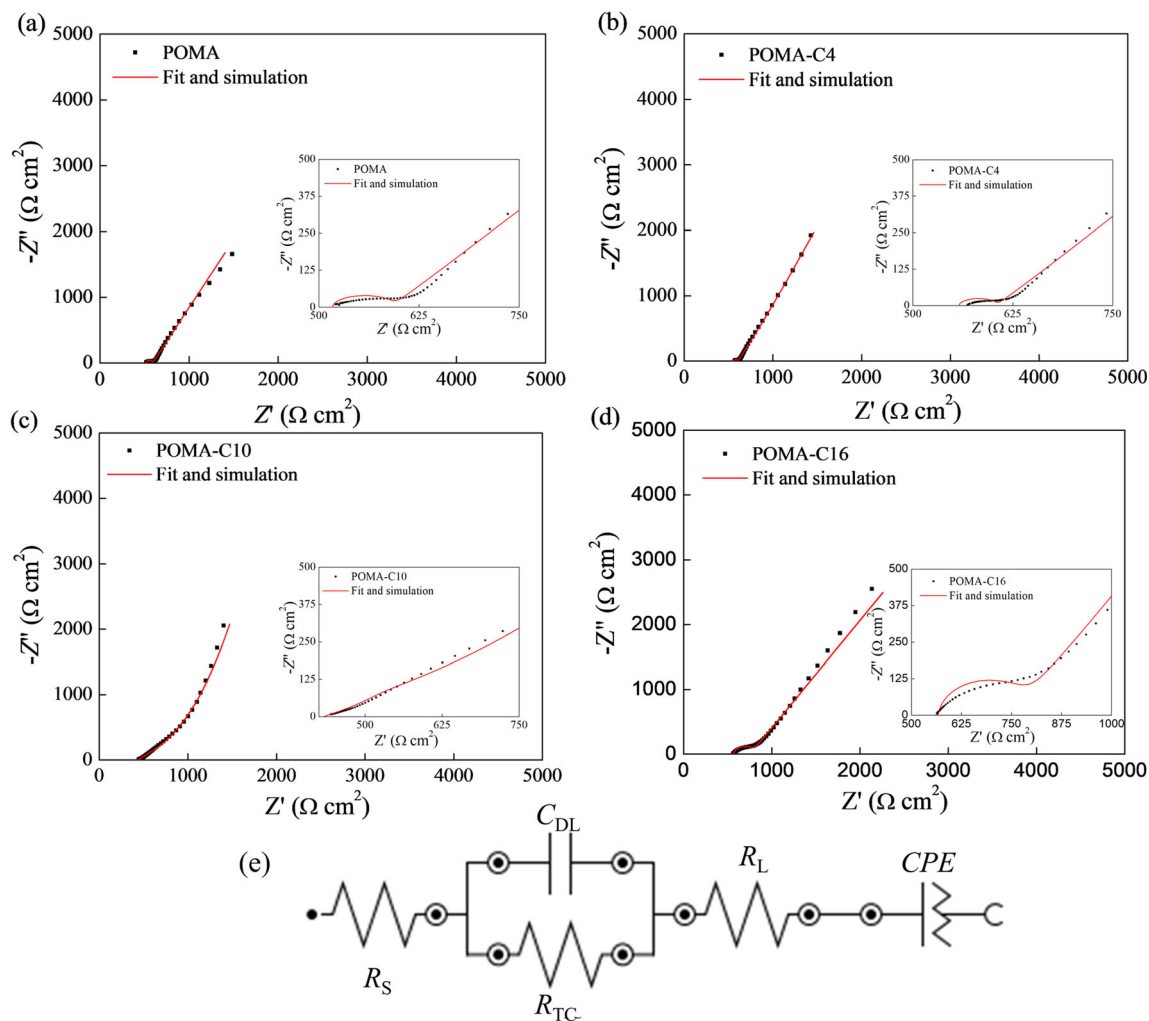 (a)
5000
4000
3000
2000
1000
0
-Z" (Ω cm²)
POMA
Fit and simulation
500
375
250
125
0
-Z" (Ω cm²)
POMA
Fit and simulation
500 625 750
Z' (Ω cm²)
0 1000 2000 3000 4000 5000
Z' (Ω cm²)
(b)
5000
4000
3000
2000
1000
0
-Z" (Ω cm²)
POMA-C4
Fit and simulation
500
375
250
125
0
-Z" (Ω cm²)
POMA-C4
Fit and simulation
500 625 750
Z' (Ω cm²)
0 1000 2000 3000 4000 5000
Z' (Ω cm²)
(c)
5000
4000
3000
2000
1000
0
-Z" (Ω cm²)
POMA-C10
Fit and simulation
500
375
250
125
0
-Z" (Ω cm²)
POMA-C10
Fit and simulation
500 625 750
Z' (Ω cm²)
0 1000 2000 3000 4000 5000
Z' (Ω cm²)
(d)
5000
4000
3000
2000
1000
0
-Z" (Ω cm²)
POMA-C16
Fit and simulation
500
375
250
125
0
-Z" (Ω cm²)
POMA-C16
Fit and simulation
500 625 750 875 1000
Z' (Ω cm²)
0 1000 2000 3000 4000 5000
Z' (Ω cm²)
(e)
C_DL
R_L
CPE
R_S
R_TC